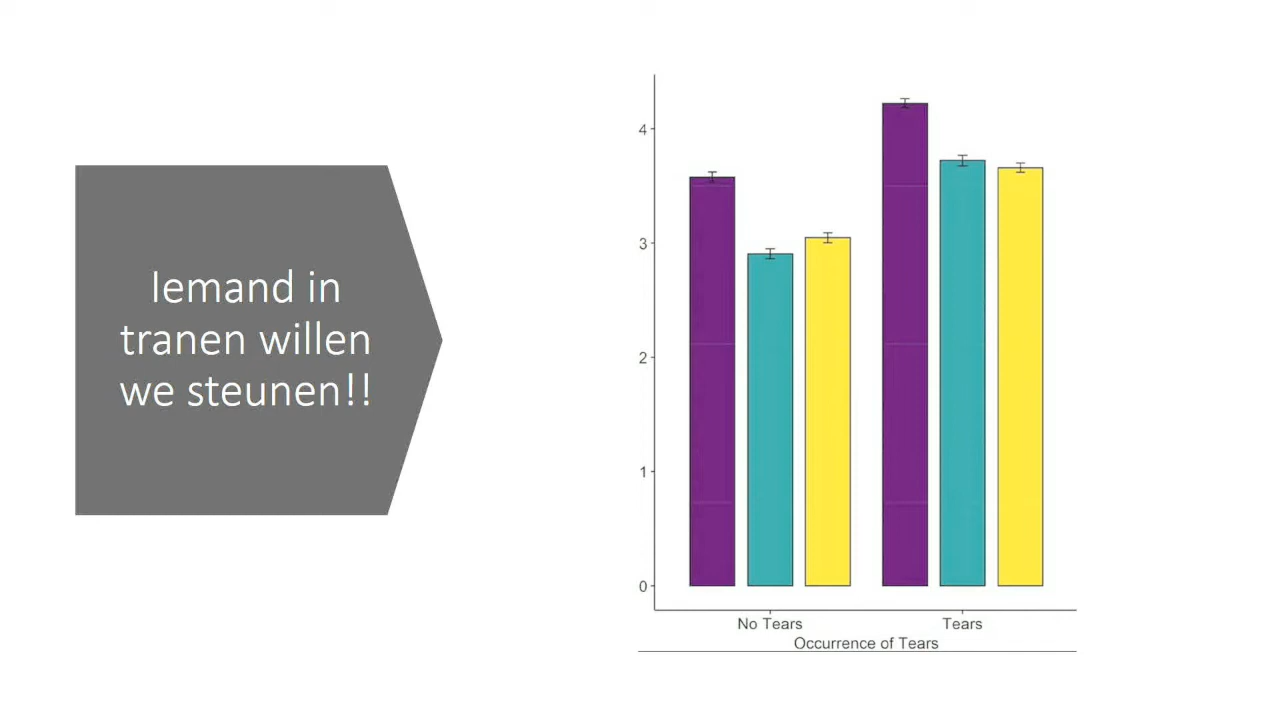 Iemand in
tranen willen
we steunen!!
4
3
2
1
0
No Tears
Tears
Occurrence of Tears